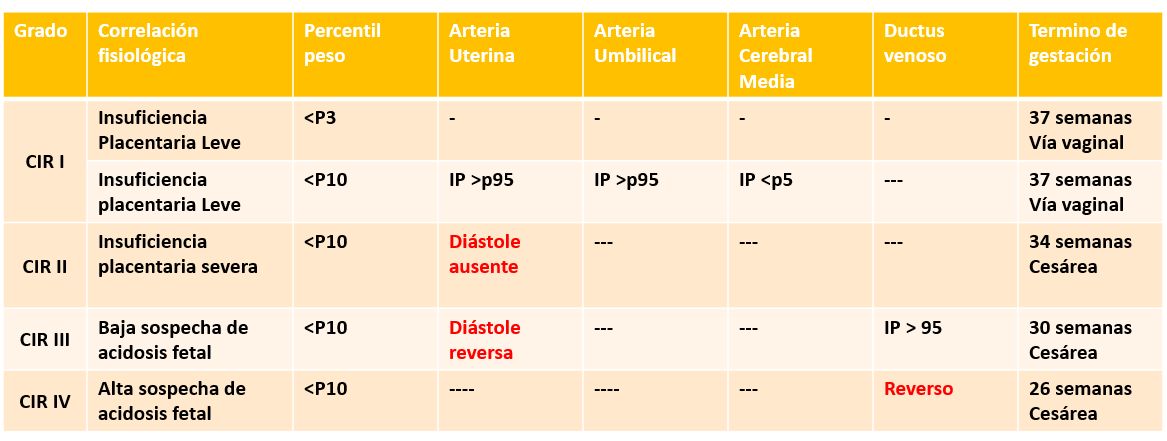 Grado
Correlación
fisiológica
Percentil
peso
Arteria
Uterina
Arteria
Umbilical
Arteria
Cerebral
Media
Ductus
venoso
Termino de
gestación
CIR I
Insuficiencia
Placentaria Leve
<P3
-
-
-
-
37 semanas
Vía vaginal
Insuficiencia
placentaria Leve
<P10
IP >p95
IP >p95
IP <p5
---
37 semanas
Vía vaginal
CIR II
Insuficiencia
placentaria severa
<P10
Diástole
ausente
---
---
---
34 semanas
Cesárea
CIR III
Baja sospecha de
acidosis fetal
<P10
Diástole
reversa
---
---
IP > 95
30 semanas
Cesárea
CIR IV
Alta sospecha de
acidosis fetal
<P10
----
----
---
Reverso
26 semanas
Cesárea